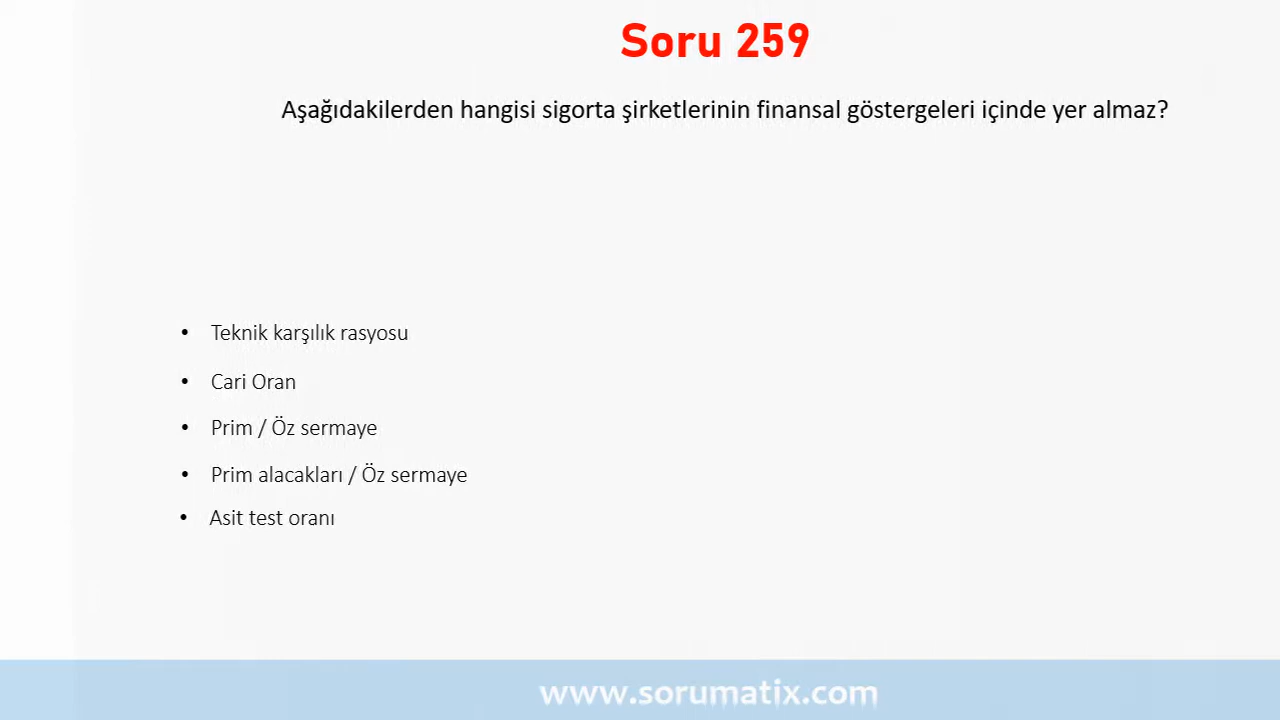 Soru 259
Aşağıdakilerden hangisi sigorta şirketlerinin finansal göstergeleri içinde yer almaz?
• Teknik karşılık rasyosu
• Cari Oran
• Prim / Öz sermaye
• Prim alacakları / Öz sermaye
• Asit test oranı
www.sorumatix.com